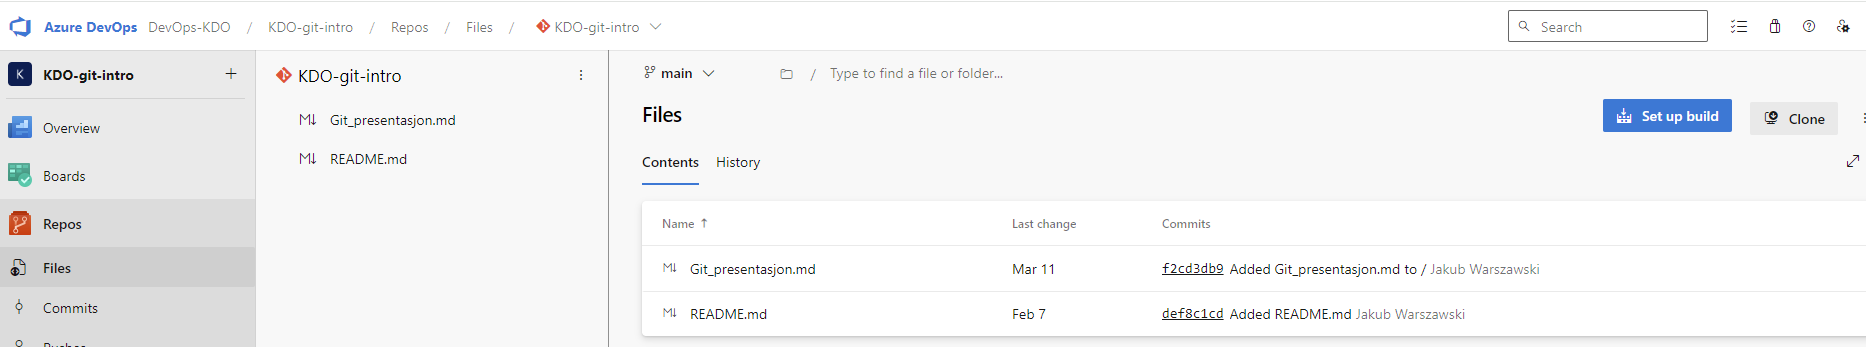 Azure DevOps DevOps-KDO / KDO-git-intro / Repos / Files / KDO-git-intro
Search
K KDO-git-intro +
Overview
Boards
Repos
Files
Commits
Pushes
KDO-git-intro
Git_presentasjon.md
README.md
main / Type to find a file or folder...
Files
Set up build
Clone
Contents History
Name ↑ Last change Commits
Git_presentasjon.md Mar 11 f2cd3db9 Added Git_presentasjon.md to / Jakub Warszawski
README.md Feb 7 def8c1cd Added README.md Jakub Warszawski